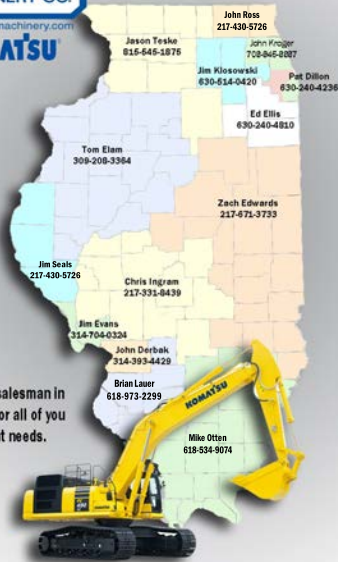 machinery.com
John Ross
217-430-5726
Jason Teske
815-545-1875
John Kreiger
Jim Klosowski
630-514-0420
Pat Dillon
630-240-4236
Ed Ellis
630-240-4810
Tom Elam
309-208-3364
Zach Edwards
217-671-3733
Jim Seals
217-430-5726
Chris Ingram
217-331-8439
Jim Evans
314-704-0324
John Derbak
314-393-4429
Brian Lauer
618-973-2299
salesman in
or all of you
t needs.
KOMATSU
Mike Otten
618-534-9074